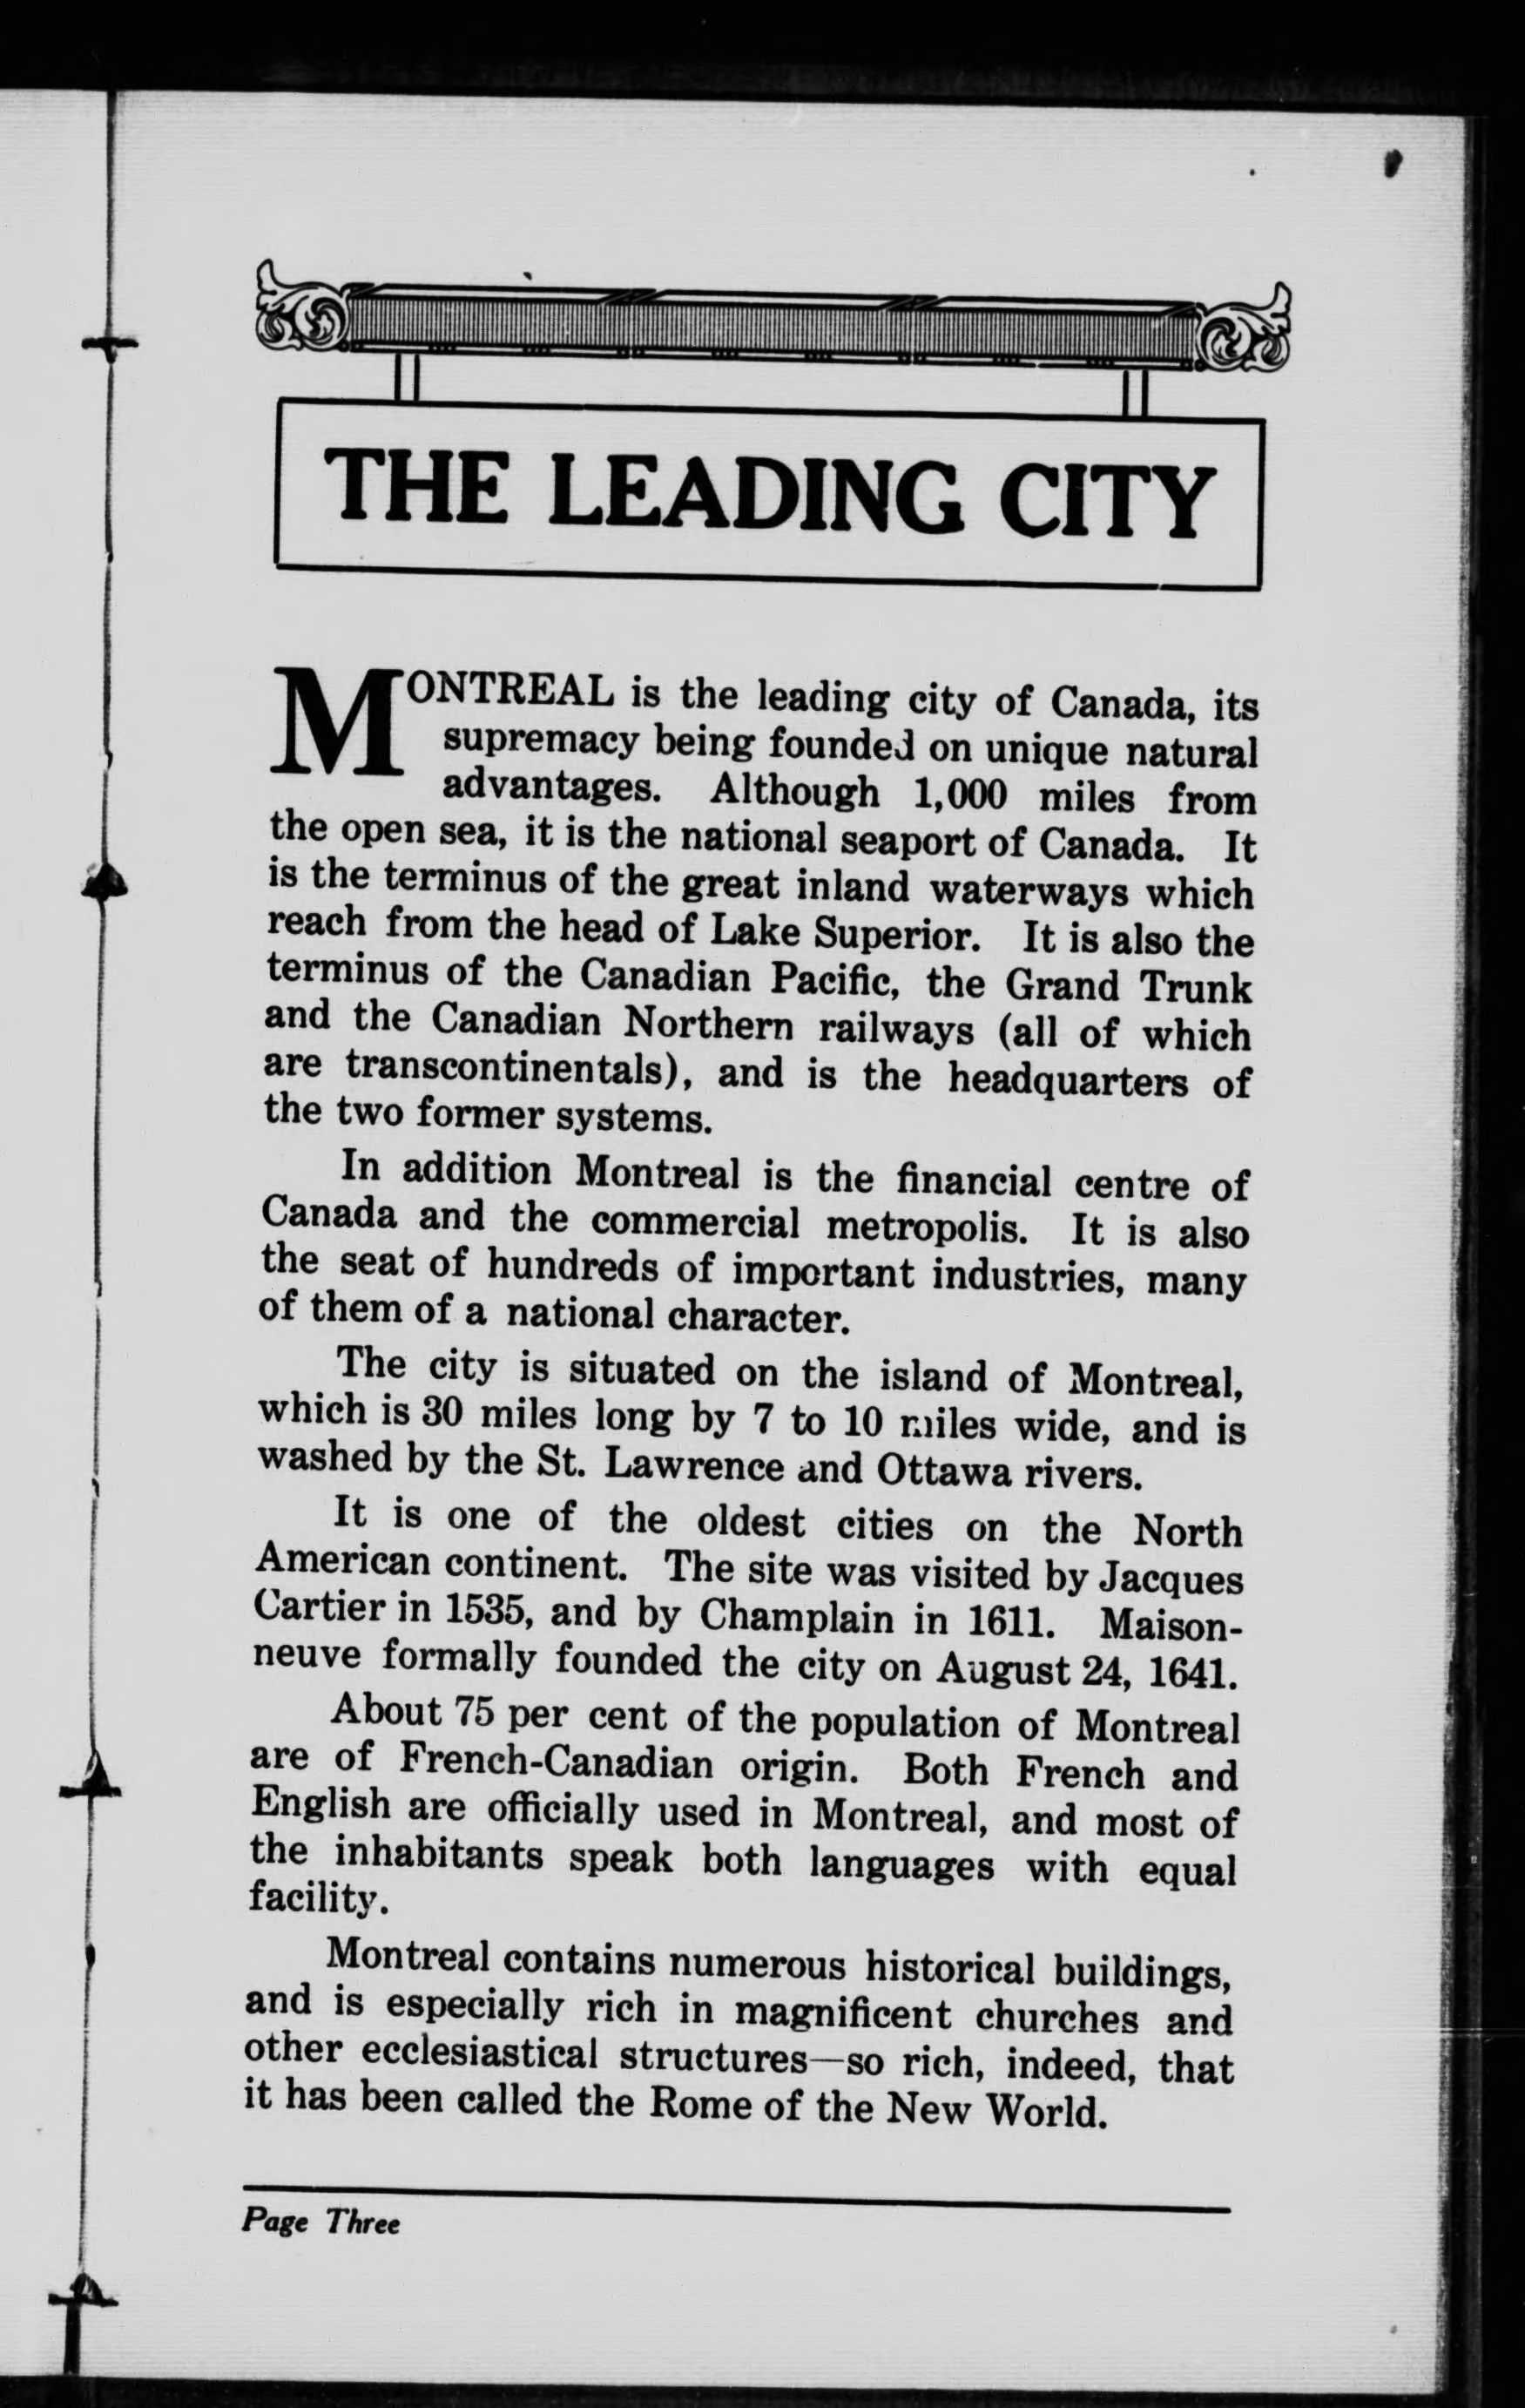 THE LEADING CITY
MONTREAL is the leading city of Canada, its
supremacy being founded on unique natural
advantages. Although 1,000 miles from
the open sea, it is the national seaport of Canada. It
is the terminus of the great inland waterways which
reach from the head of Lake Superior. It is also the
terminus of the Canadian Pacific, the Grand Trunk
and the Canadian Northern railways (all of which
are transcontinentals), and is the headquarters of
the two former systems.
In addition Montreal is the financial centre of
Canada and the commercial metropolis. It is also
the seat of hundreds of important industries, many
of them of a national character.
The city is situated on the island of Montreal,
which is 30 miles long by 7 to 10 miles wide, and is
washed by the St. Lawrence and Ottawa rivers.
It is one of the oldest cities on the North
American continent. The site was visited by Jacques
Cartier in 1535, and by Champlain in 1611. Maison-
neuve formally founded the city on August 24, 1641.
About 75 per cent of the population of Montreal
are of French-Canadian origin. Both French and
English are officially used in Montreal, and most of
the inhabitants speak both languages with equal
facility.
Montreal contains numerous historical buildings,
and is especially rich in magnificent churches and
other ecclesiastical structures—so rich, indeed, that
it has been called the Rome of the New World.
Page Three